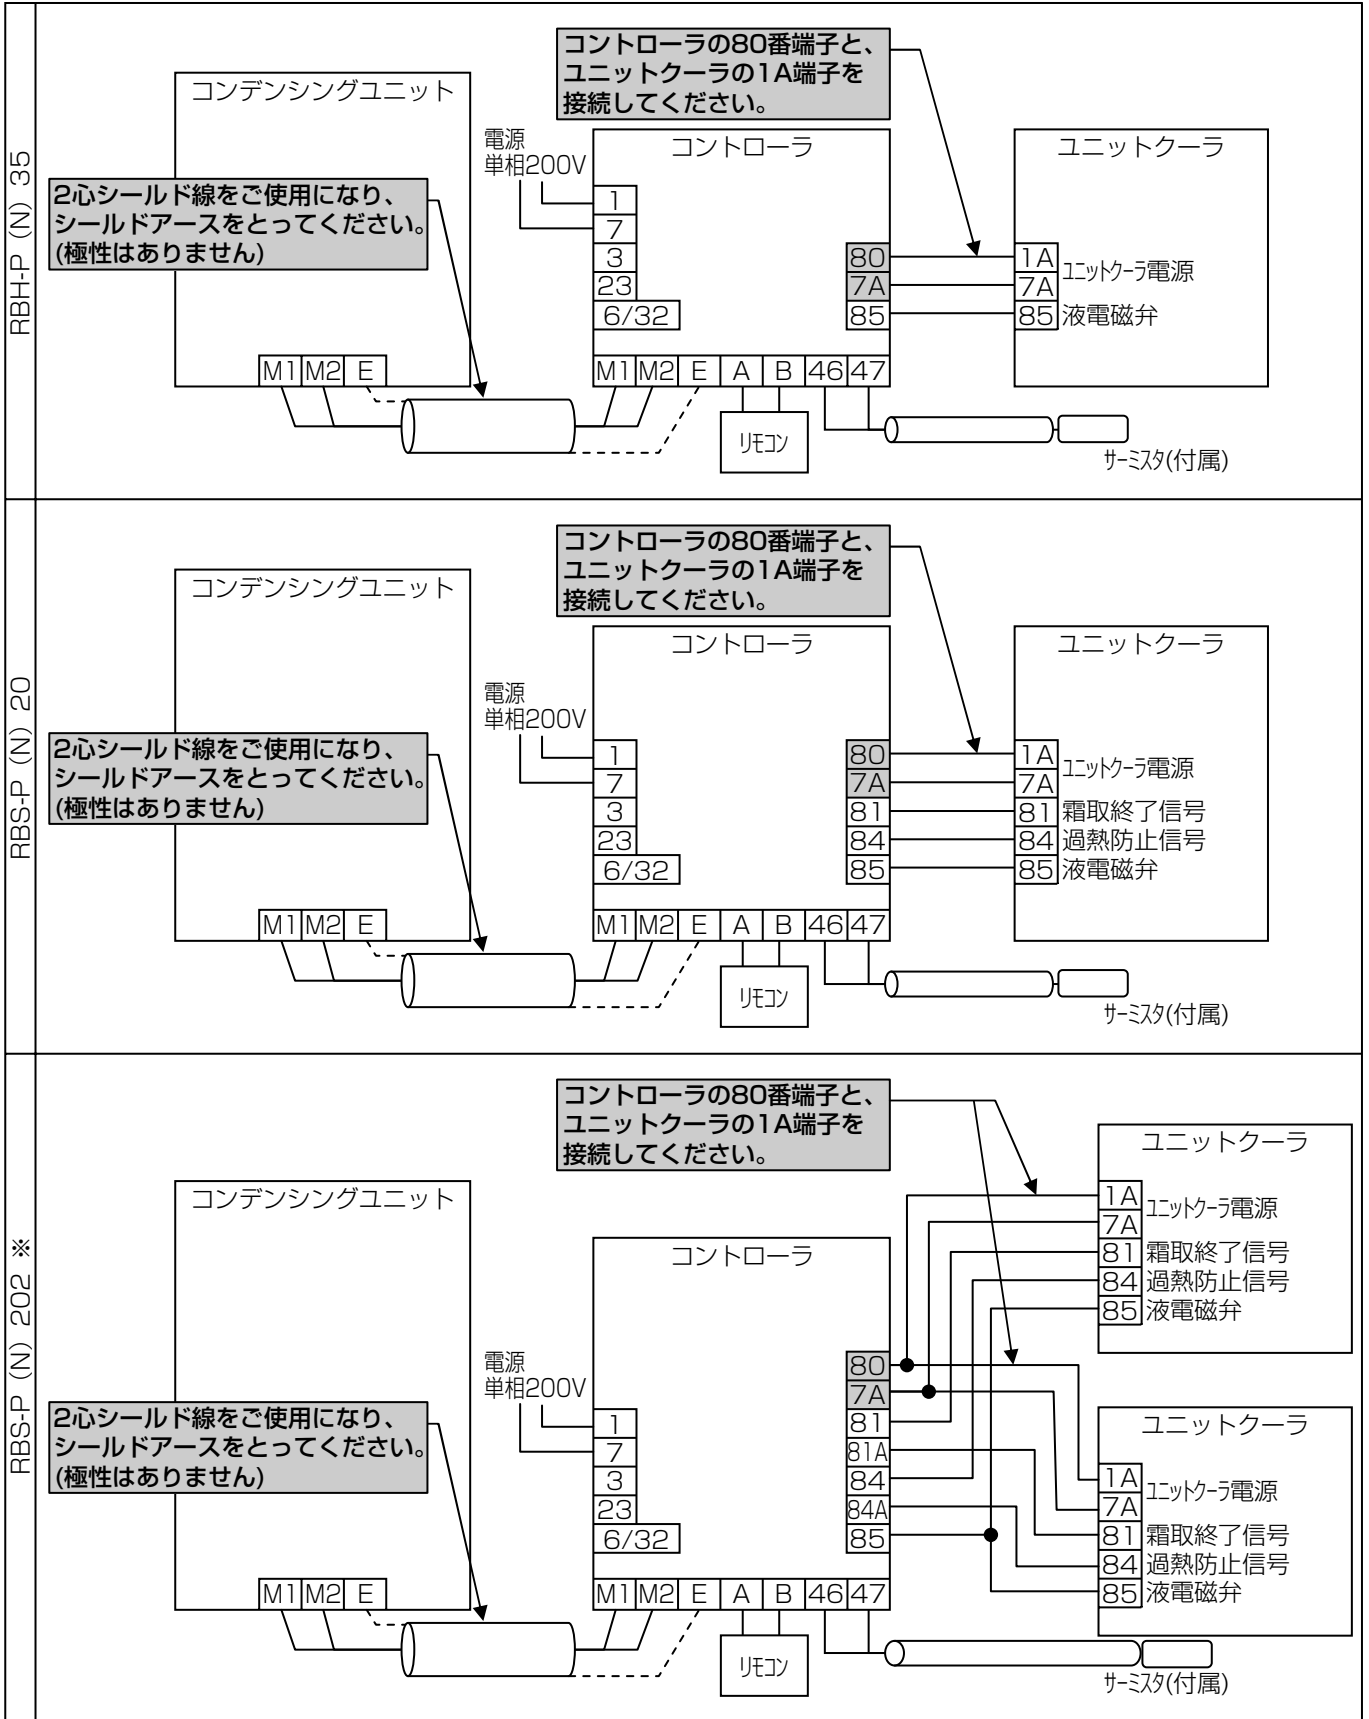 RBH-P（N）35
コントローラの80番端子と、
ユニットクーラの1A端子を
接続してください。
コンデンシングユニット
電源
単相200V
コントローラ
ユニットクーラ
2心シールド線をご使用になり、
シールドアースをとってください。
(極性はありません)
1
7
3
23
6/32
80
7A
85
1A
7A
85
ユニットクーラ電源
液電磁弁
M1 M2 E
M1 M2 E A B 46 47
リモコン
サーミスタ(付属)
RBS-P（N）20
コントローラの80番端子と、
ユニットクーラの1A端子を
接続してください。
コンデンシングユニット
コントローラ
ユニットクーラ
電源
単相200V
2心シールド線をご使用になり、
シールドアースをとってください。
(極性はありません)
1
7
3
23
6/32
80
7A
81
84
85
1A
7A
81
84
85
ユニットクーラ電源
霜取終了信号
過熱防止信号
液電磁弁
M1 M2 E
M1 M2 E A B 46 47
リモコン
サーミスタ(付属)
RBS-P（N）202 ※
コントローラの80番端子と、
ユニットクーラの1A端子を
接続してください。
ユニットクーラ
1A
7A
81
84
85
ユニットクーラ電源
霜取終了信号
過熱防止信号
液電磁弁
コンデンシングユニット
コントローラ
電源
単相200V
2心シールド線をご使用になり、
シールドアースをとってください。
(極性はありません)
1
7
3
23
6/32
80
7A
81
81A
84
84A
85
ユニットクーラ
1A
7A
81
84
85
ユニットクーラ電源
霜取終了信号
過熱防止信号
液電磁弁
M1 M2 E
M1 M2 E A B 46 47
リモコン
サーミスタ(付属)